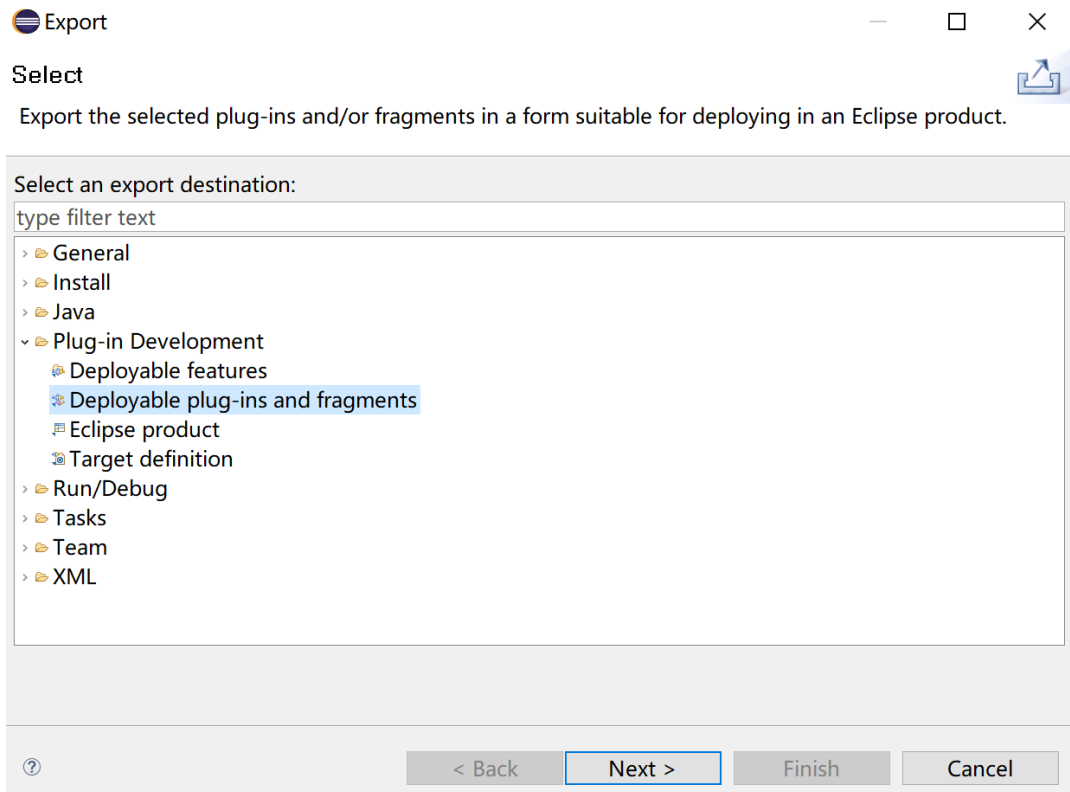 Export
Select
Export the selected plug-ins and/or fragments in a form suitable for deploying in an Eclipse product.
Select an export destination:
type filter text
General
Install
Java
Plug-in Development
Deployable features
Deployable plug-ins and fragments
Eclipse product
Target definition
Run/Debug
Tasks
Team
XML
< Back Next > Finish Cancel